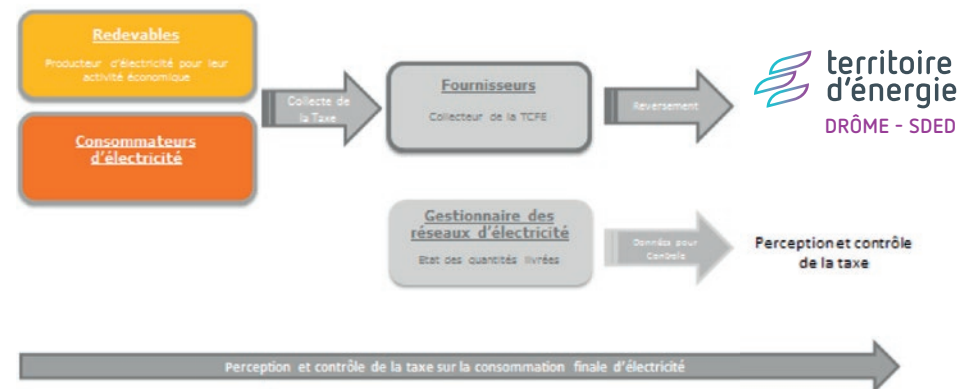 Redevables
Producteur d'électricité pour leur
activité économique
Consommateurs
d'électricité
Collecte de
la Taxe
Fournisseurs
Collecteur de la TCFE
Reversement
territoire
d'énergie
DRÔME - SDED
Gestionnaire des
réseaux d'électricité
Etat des quantités livrées
Données pour
Controle
Perception et contrôle
de la taxe
Perception et contrôle de la taxe sur la consommation finale d'électricité